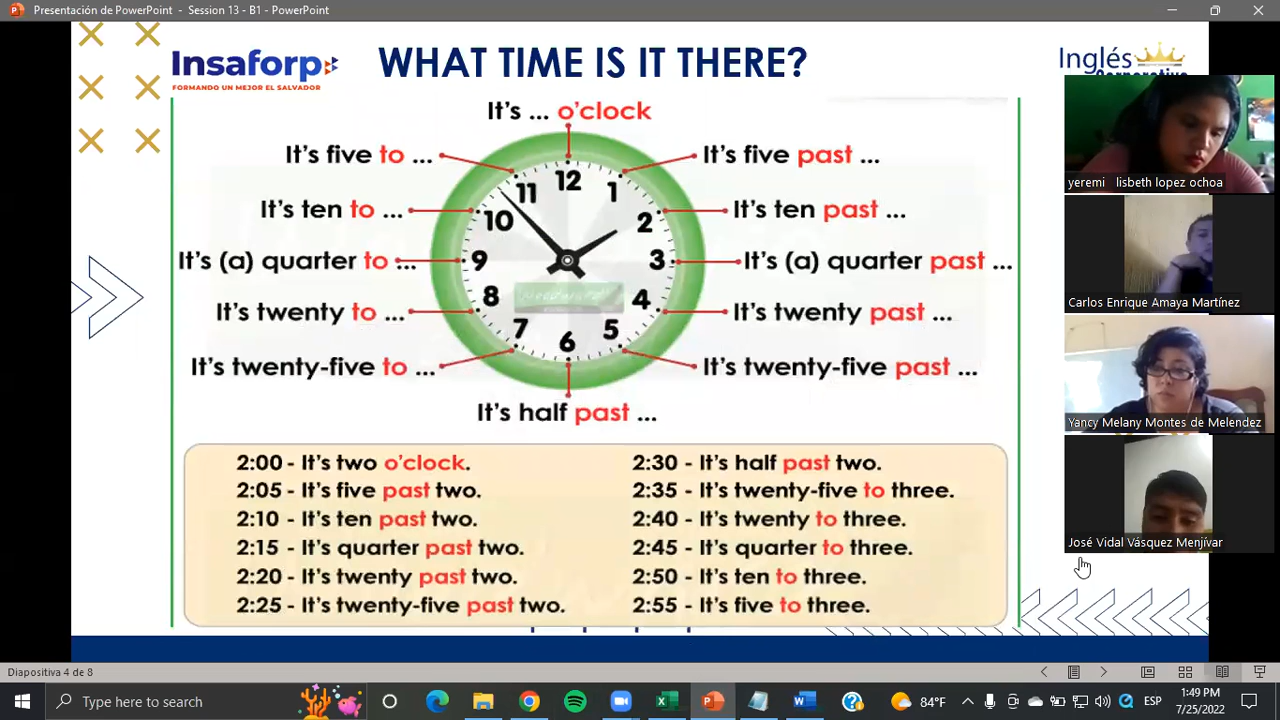 Presentación de PowerPoint - Session 13 - B1 - PowerPoint
Insaforp
FORMANDO UN MEJOR EL SALVADOR
WHAT TIME IS IT THERE?
Inglés
It's ... o'clock
It's five to ...
It's five past ...
It's ten to ...
It's ten past ...
It's (a) quarter to ...
It's (a) quarter past ...
It's twenty to ...
It's twenty past ...
It's twenty-five to ...
It's twenty-five past ...
It's half past ...
12
1
2
3
4
5
6
7
8
9
10
11
2:00 - It's two o'clock.
2:05 - It's five past two.
2:10 - It's ten past two.
2:15 - It's quarter past two.
2:20 - It's twenty past two.
2:25 - It's twenty-five past two.
2:30 - It's half past two.
2:35 - It's twenty-five to three.
2:40 - It's twenty to three.
2:45 - It's quarter to three.
2:50 - It's ten to three.
2:55 - It's five to three.
yeremi lisbeth lopez ochoa
Carlos Enrique Amaya Martínez
Yancy Melany Montes de Melendez
José Vidal Vásquez Menjívar
Diapositiva 4 de 8
Type here to search
84°F
ESP
1:49 PM
7/25/2022